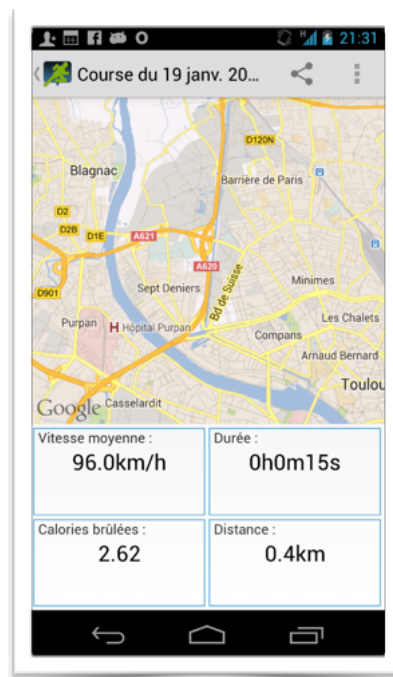 H 21:31
Course du 19 janv. 20...
D120N
Blagnac
Barrière de Paris
D2
D2B D1E A621
A620
Sept Deniers
Minimes
D901
Bd de Suisse
Les Chalets
Purpan H Hôpital Purpan
Compans
Arnaud Bernard
Toulou
Google Casselardit
Vitesse moyenne :
96.0km/h
Durée :
0h0m15s
Calories brûlées :
2.62
Distance :
0.4km